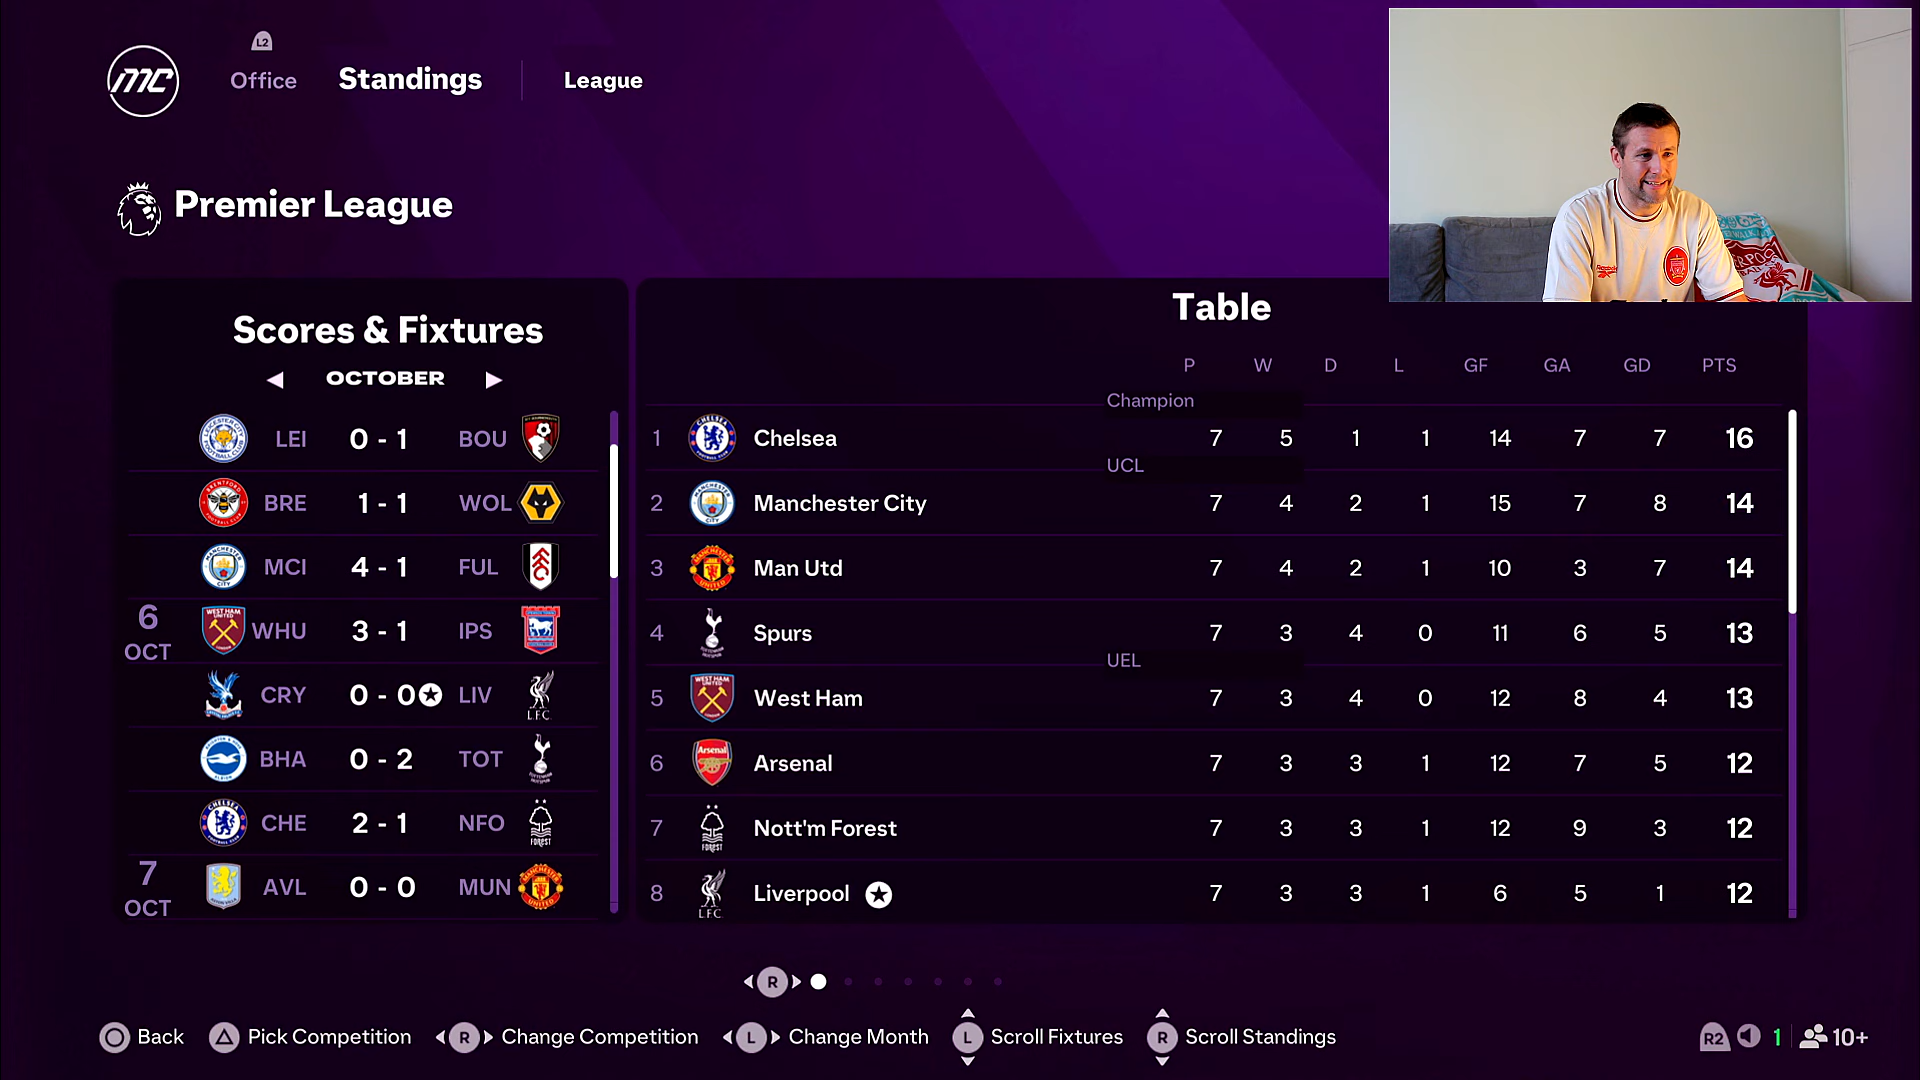 L2
MC Office Standings League
Premier League
Scores & Fixtures
OCTOBER
LEI 0 - 1 BOU
BRE 1 - 1 WOL
MCI 4 - 1 FUL
6 OCT WHU 3 - 1 IPS
CRY 0 - 0 LIV
BHA 0 - 2 TOT
CHE 2 - 1 NFO
7 OCT AVL 0 - 0 MUN
Table
P W D L GF GA GD PTS
Champion
1 Chelsea 7 5 1 1 14 7 7 16
UCL
2 Manchester City 7 4 2 1 15 7 8 14
3 Man Utd 7 4 2 1 10 3 7 14
4 Spurs 7 3 4 0 11 6 5 13
UEL
5 West Ham 7 3 4 0 12 8 4 13
6 Arsenal 7 3 3 1 12 7 5 12
7 Nott'm Forest 7 3 3 1 12 9 3 12
8 Liverpool 7 3 3 1 6 5 1 12
R
Back Pick Competition R Change Competition L Change Month L Scroll Fixtures R Scroll Standings
R2 1 10+